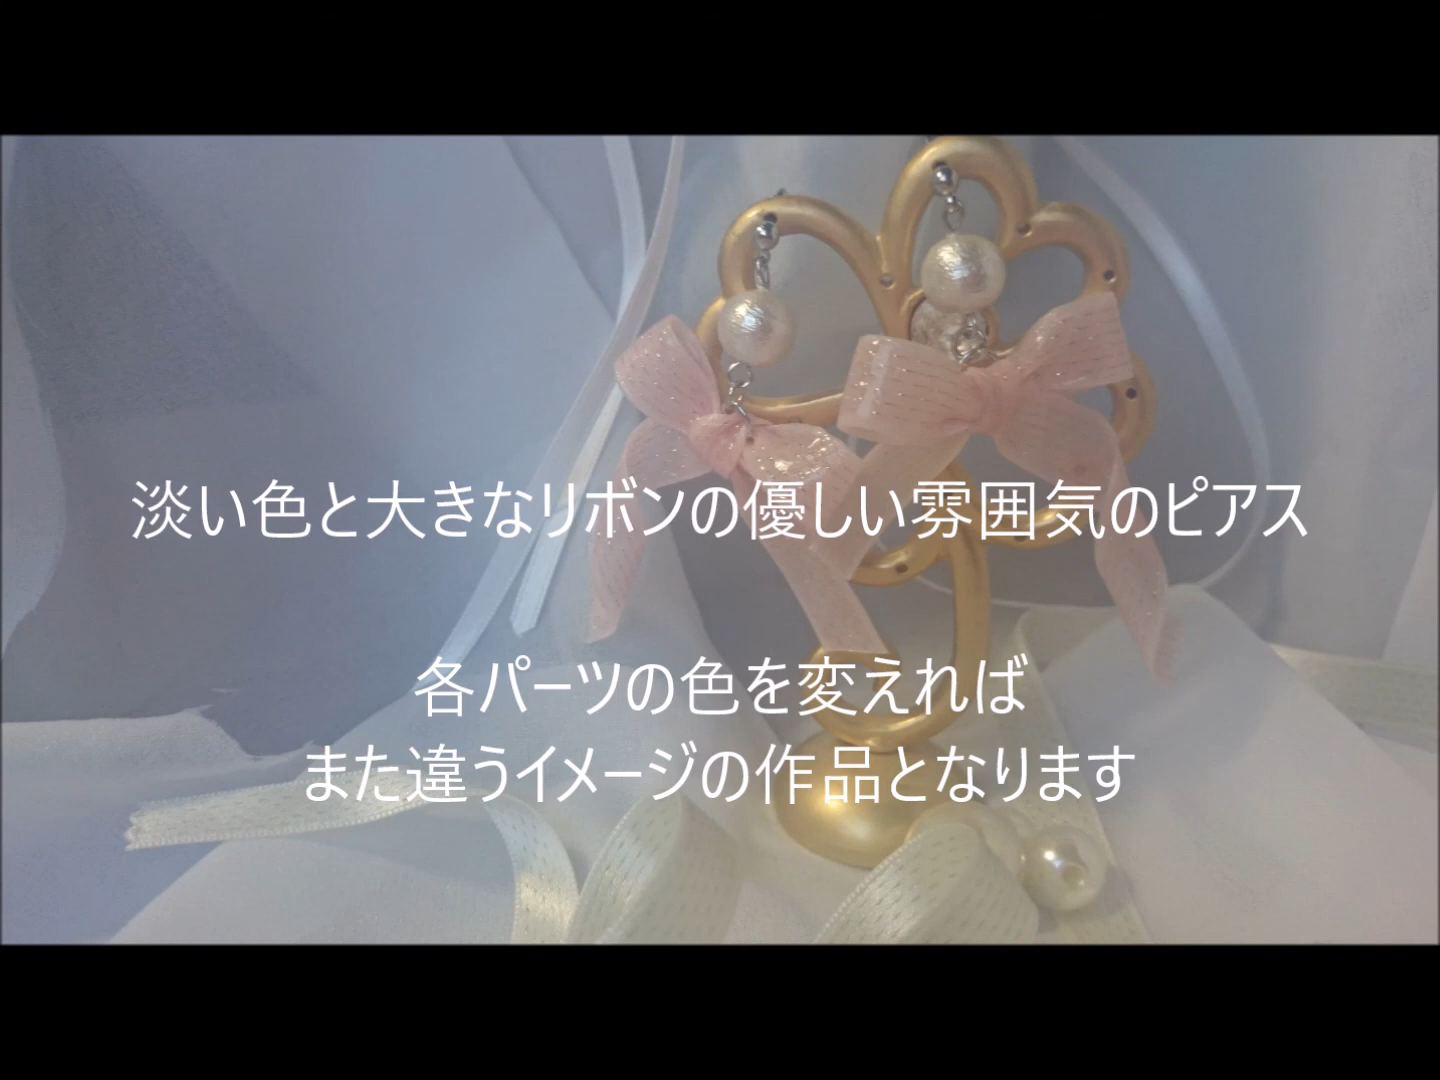 淡い色と大きなリボンの優しい雰囲気のピアス
各パーツの色を変えれば
また違うイメージの作品となります